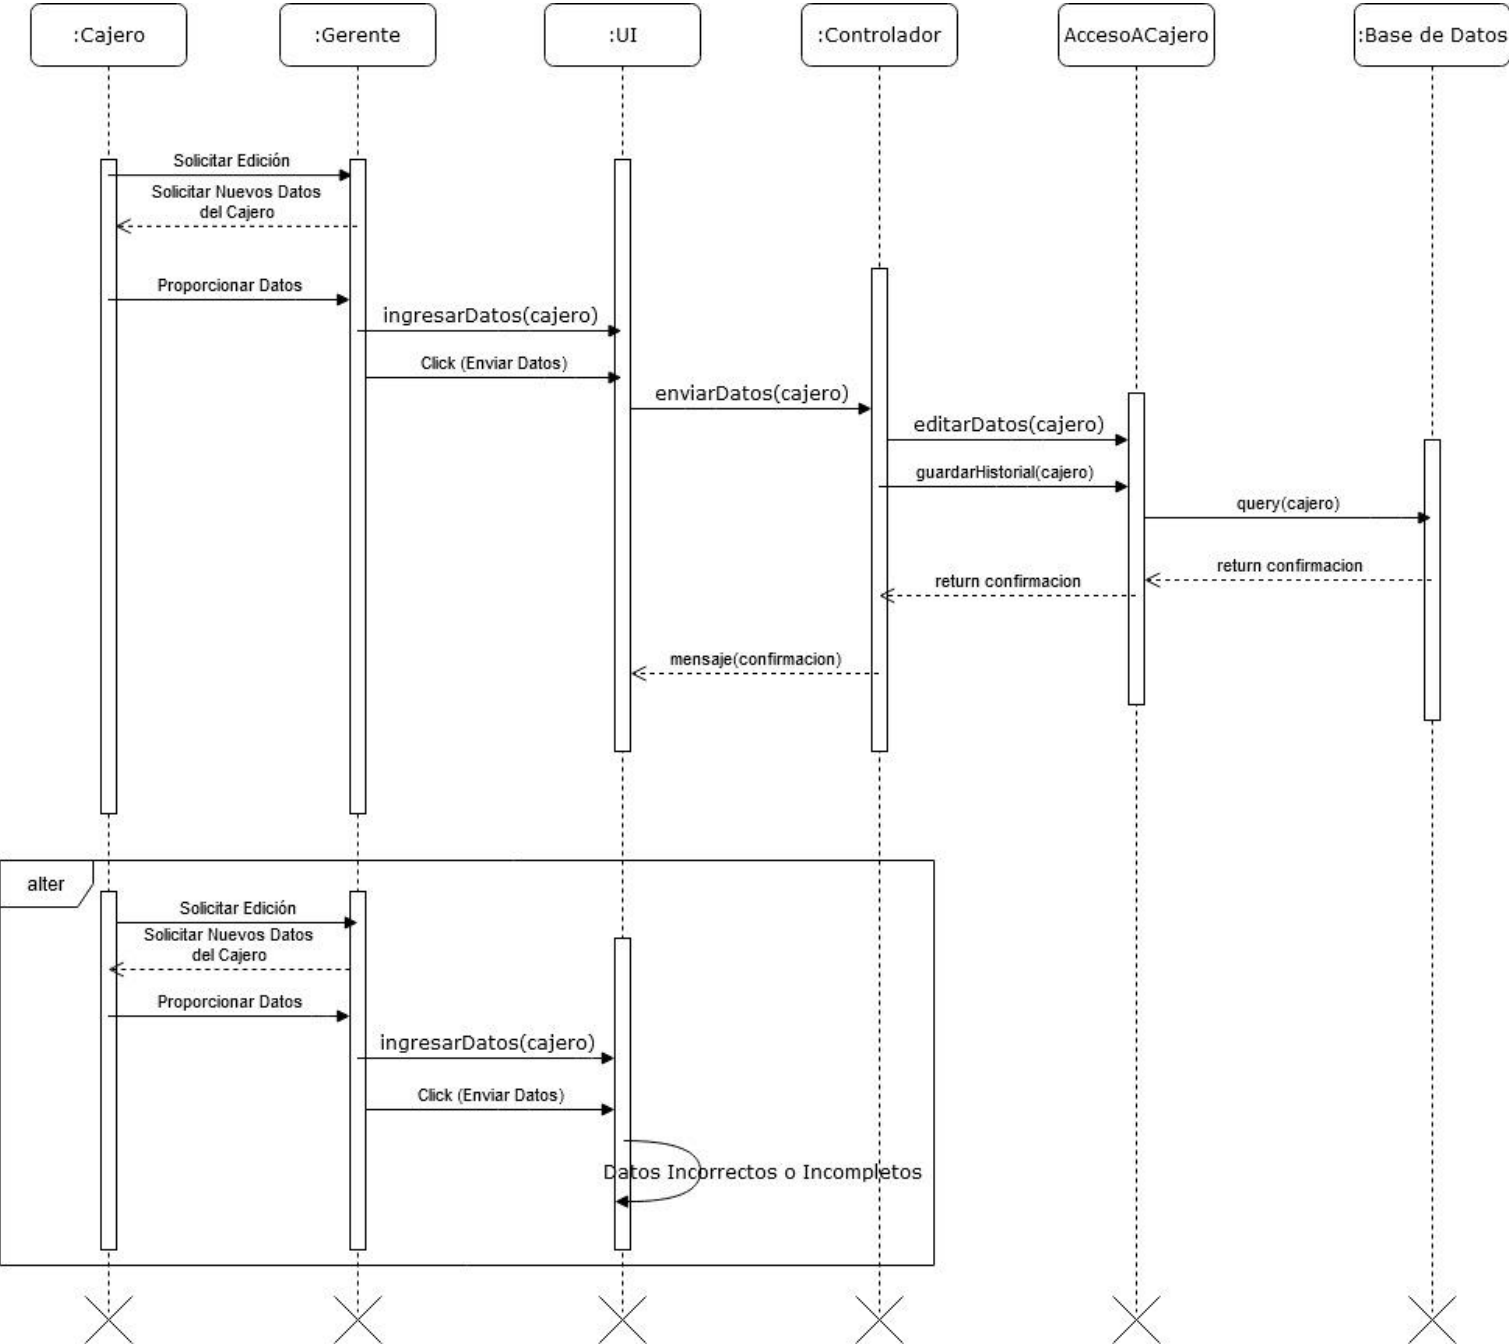 :Cajero
:Gerente
:UI
:Controlador
AccesoACajero
:Base de Datos
Solicitar Edición
Solicitar Nuevos Datos
del Cajero
Proporcionar Datos
ingresarDatos(cajero)
Click (Enviar Datos)
enviarDatos(cajero)
editarDatos(cajero)
guardarHistorial(cajero)
query(cajero)
return confirmacion
return confirmacion
mensaje(confirmacion)
alter
Solicitar Edición
Solicitar Nuevos Datos
del Cajero
Proporcionar Datos
ingresarDatos(cajero)
Click (Enviar Datos)
Datos Incorrectos o Incompletos